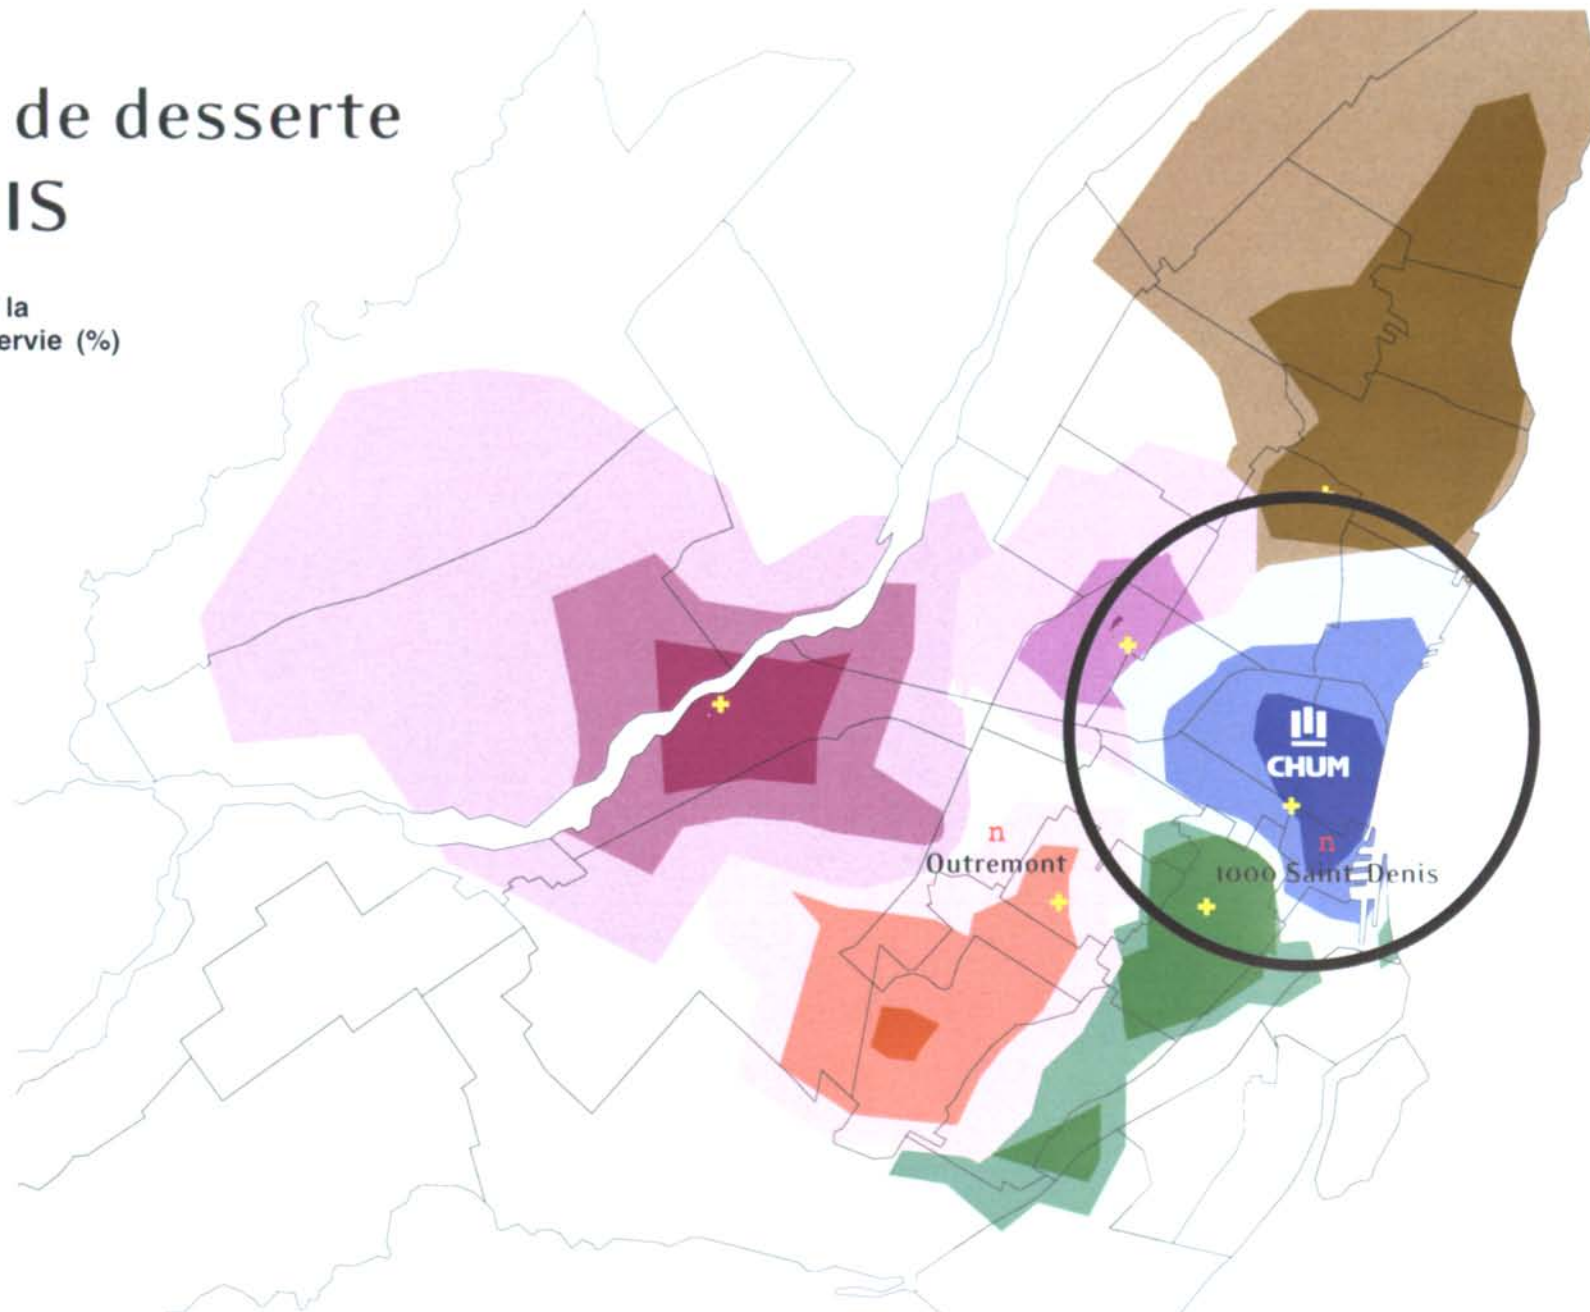 de desserte
IS
la
ervie (%)
CHUM
n
Outremont
n
1000 Saint Denis